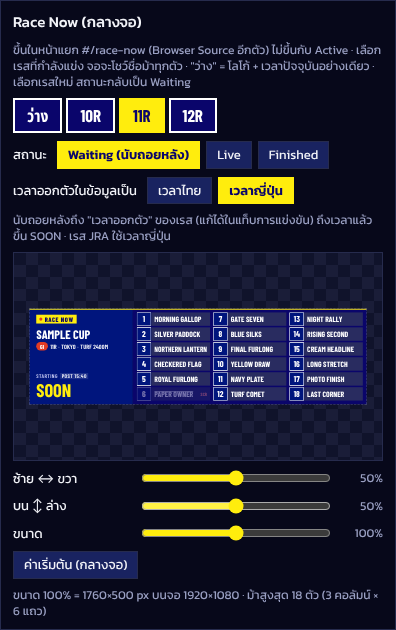 Race Now (กลางจอ)
ขึ้นในหน้าแยก #/race-now (Browser Source อีกตัว) ไม่ขึ้นกับ Active · เลือก
เรสที่กำลังแข่ง จอจะโชว์ชื่อม้าทุกตัว · "ว่าง" = โลโก้ + เวลาปัจจุบันอย่างเดียว ·
เลือกเรสใหม่ สถานะกลับเป็น Waiting
ว่าง 10R 11R 12R
สถานะ Waiting (นับถอยหลัง) Live Finished
เวลาออกตัวในข้อมูลเป็น เวลาไทย เวลาญี่ปุ่น
นับถอยหลังถึง "เวลาออกตัว" ของเรส (แก้ได้ในแท็บการแข่งขัน) ถึงเวลาแล้ว
ขึ้น SOON · เรส JRA ใช้เวลาญี่ปุ่น
RACE NOW
SAMPLE CUP
G1 11R · TOKYO · TURF 2400M
STARTING POST 15:40
SOON
1 MORNING GALLOP
2 SILVER PADDOCK
3 NORTHERN LANTERN
4 CHECKERED FLAG
5 ROYAL FURLONG
6 PAPER OWNER
7 GATE SEVEN
8 BLUE SILKS
9 FINAL FURLONG
10 YELLOW DRAW
11 NAVY PLATE
12 TURF COMET
13 NIGHT RALLY
14 RISING SECOND
15 CREAM HEADLINE
16 LONG STRETCH
17 PHOTO FINISH
18 LAST CORNER
ซ้าย ↔ ขวา 50%
บน ↕ ล่าง 50%
ขนาด 100%
ค่าเริ่มต้น (กลางจอ)
ขนาด 100% = 1760×500 px บนจอ 1920×1080 · ม้าสูงสุด 18 ตัว (3 คอลัมน์ ×
6 แถว)